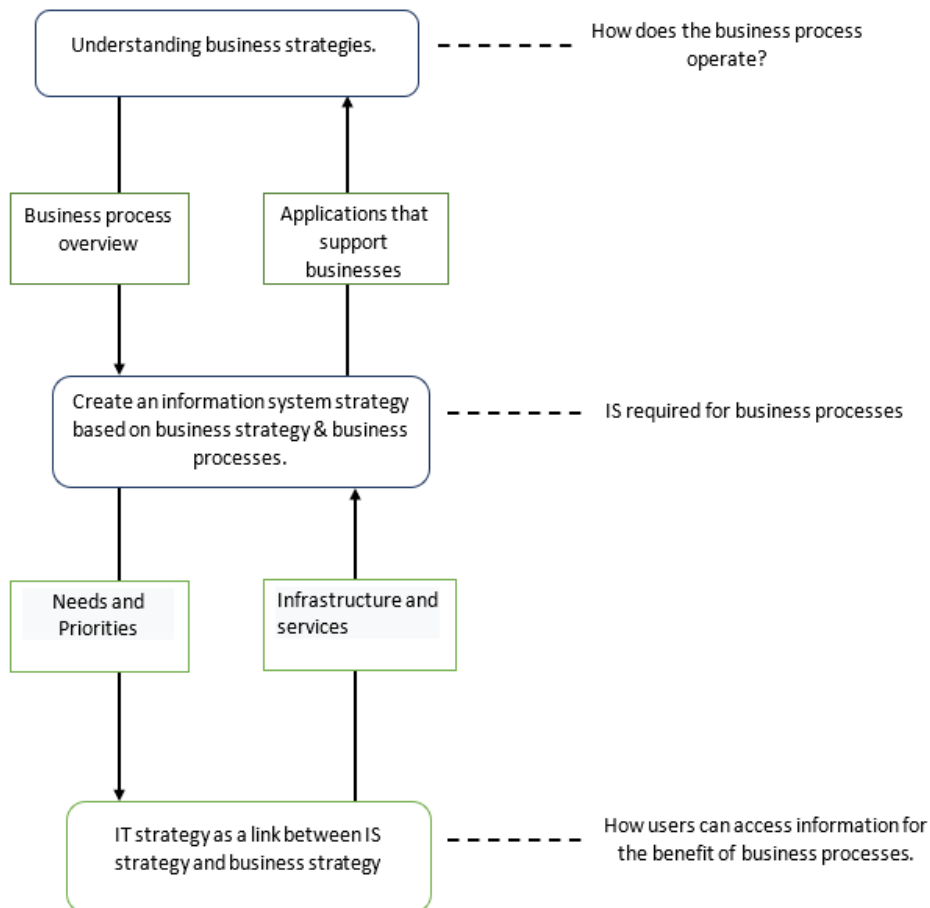 Understanding business strategies.
How does the business process
operate?
Business process
overview
Applications that
support
businesses
Create an information system strategy
based on business strategy & business
processes.
IS required for business processes
Needs and
Priorities
Infrastructure and
services
IT strategy as a link between IS
strategy and business strategy
How users can access information for
the benefit of business processes.